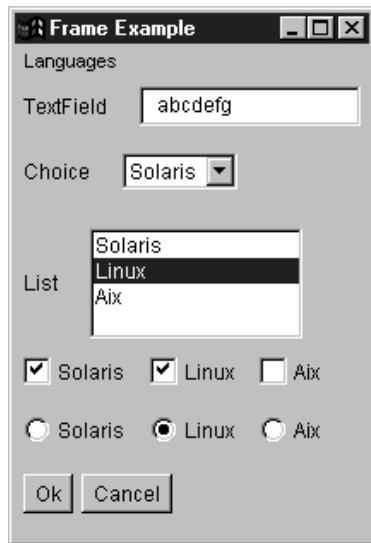 Frame Example
Languages
TextField abcdefg
Choice Solaris
Solaris
Linux
List
Aix
Solaris Linux Aix
Solaris Linux Aix
Ok Cancel